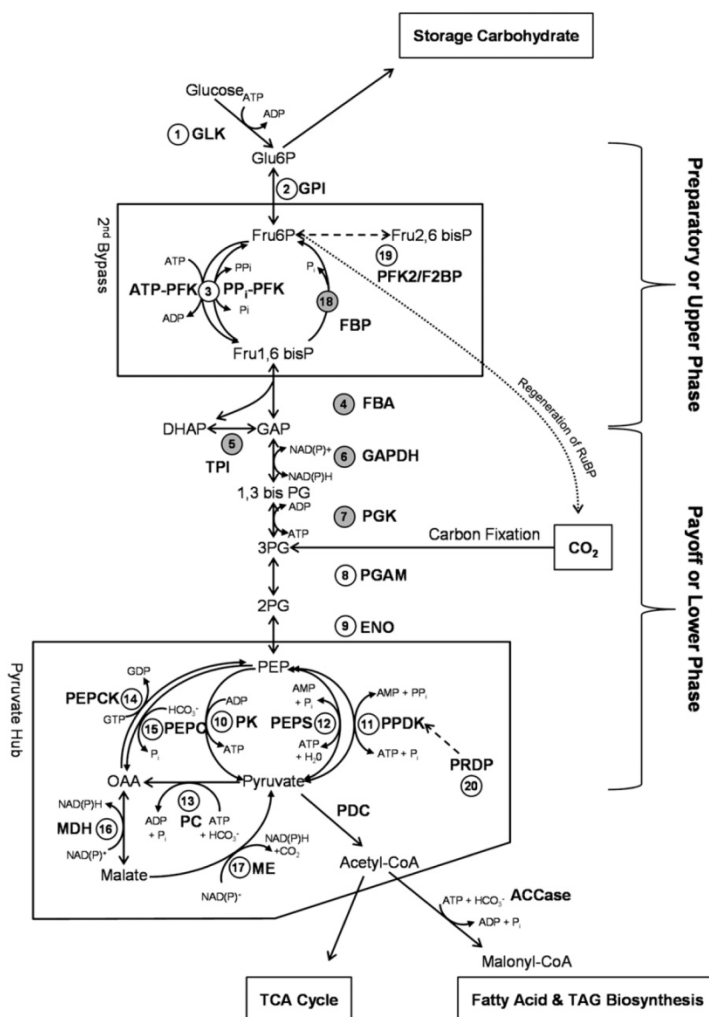 Storage Carbohydrate
Glucose
ATP
ADP
1 GLK
Glu6P
2 GPI
Preparatory or Upper Phase
2nd Bypass
Fru6P
Fru2,6 bisP
19
PFK2/F2BP
ATP
PPi
Pi
ATP-PFK 3 PPi-PFK
18
FBP
ADP
Pi
Fru1,6 bisP
Regeneration of RuBP
4 FBA
DHAP
GAP
5
TPI
NAD(P)+
6 GAPDH
NAD(P)H
1,3 bis PG
ADP
7 PGK
ATP
Payoff or Lower Phase
3PG
Carbon Fixation
CO2
8 PGAM
2PG
9 ENO
Pyruvate Hub
PEP
GDP
PEPCK 14
GTP
HCO3-
15 PEPC
Pi
ADP
10 PK
ATP
AMP
+ Pi
PEPS 12
ATP
+ H20
AMP + PPi
11 PPDK
ATP + Pi
PRDP
20
OAA
Pyruvate
13
PC
ADP
+ Pi
ATP
+ HCO3-
PDC
NAD(P)H
MDH 16
NAD(P)+
Malate
NAD(P)H
+CO2
17 ME
NAD(P)-
Acetyl-CoA
ATP + HCO3-
ACCase
ADP + Pi
Malonyl-CoA
TCA Cycle
Fatty Acid & TAG Biosynthesis